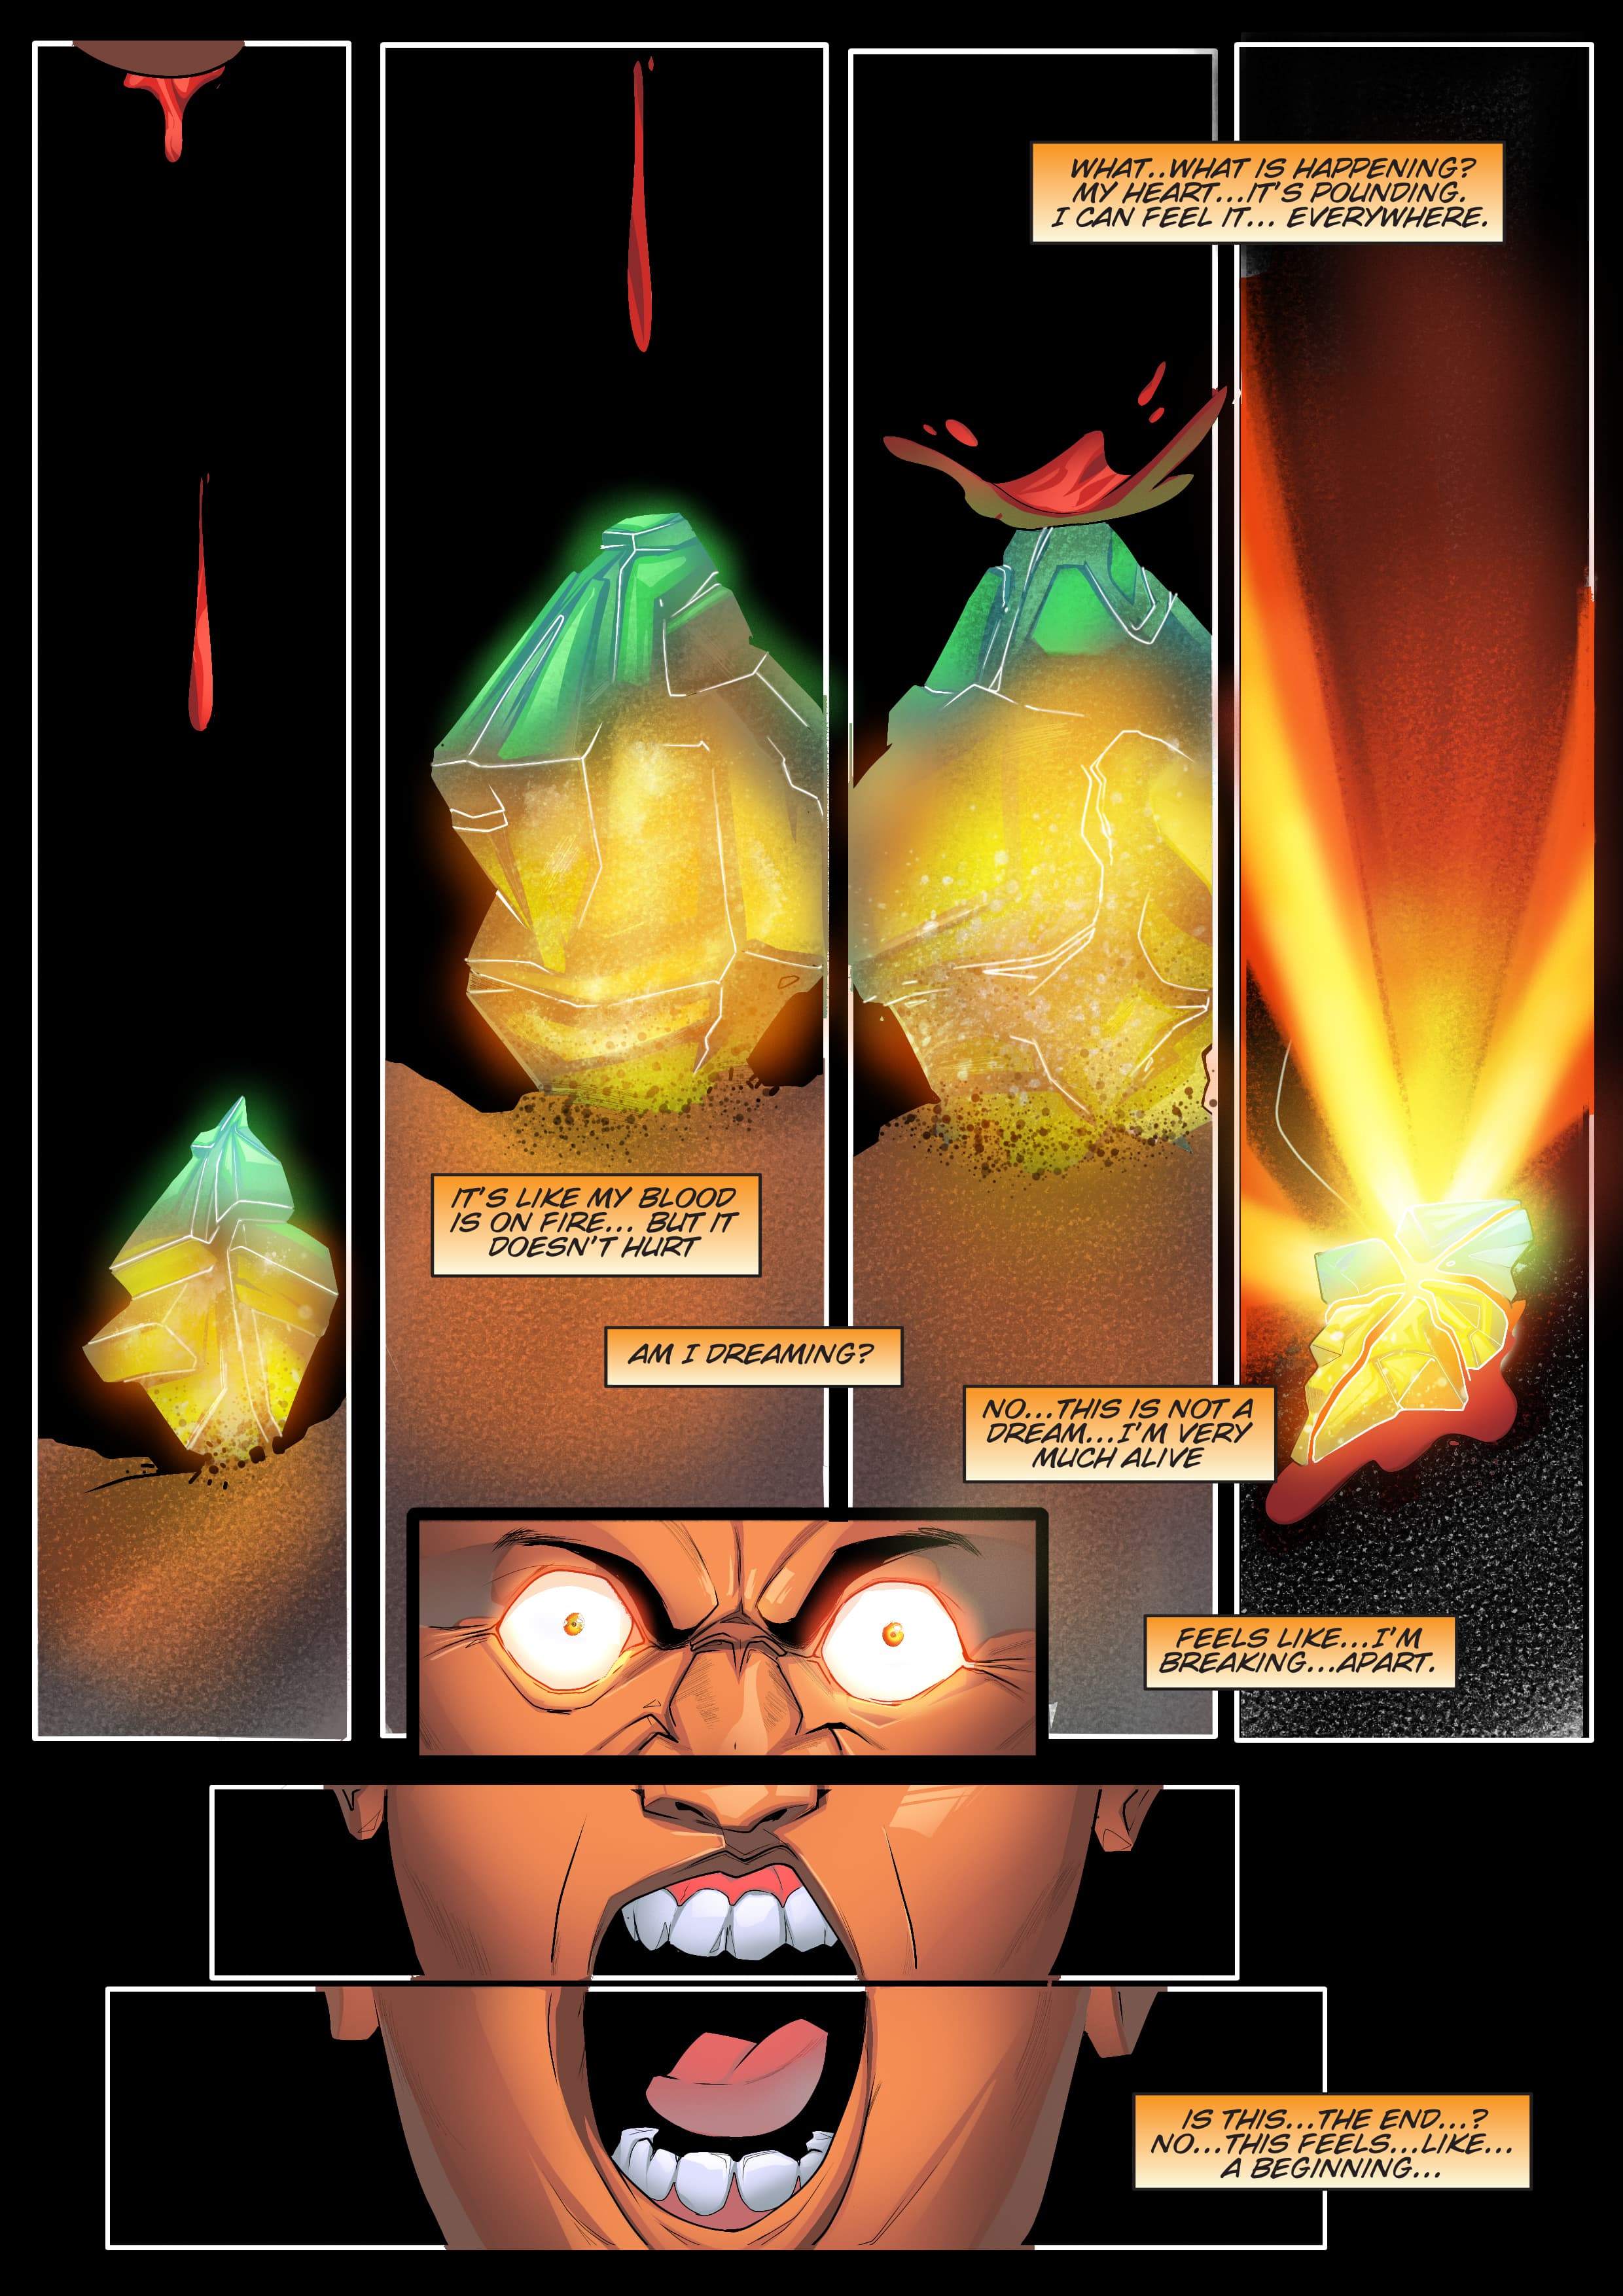 WHAT..WHAT IS HAPPENING?
MY HEART...IT'S POUNDING.
I CAN FEEL IT... EVERYWHERE.
IT'S LIKE MY BLOOD
IS ON FIRE... BUT IT
DOESN'T HURT
AM I DREAMING?
NO...THIS IS NOT A
DREAM...I'M VERY
MUCH ALIVE
FEELS LIKE...I'M
BREAKING...APART.
IS THIS...THE END...?
NO...THIS FEELS...LIKE...
A BEGINNING...